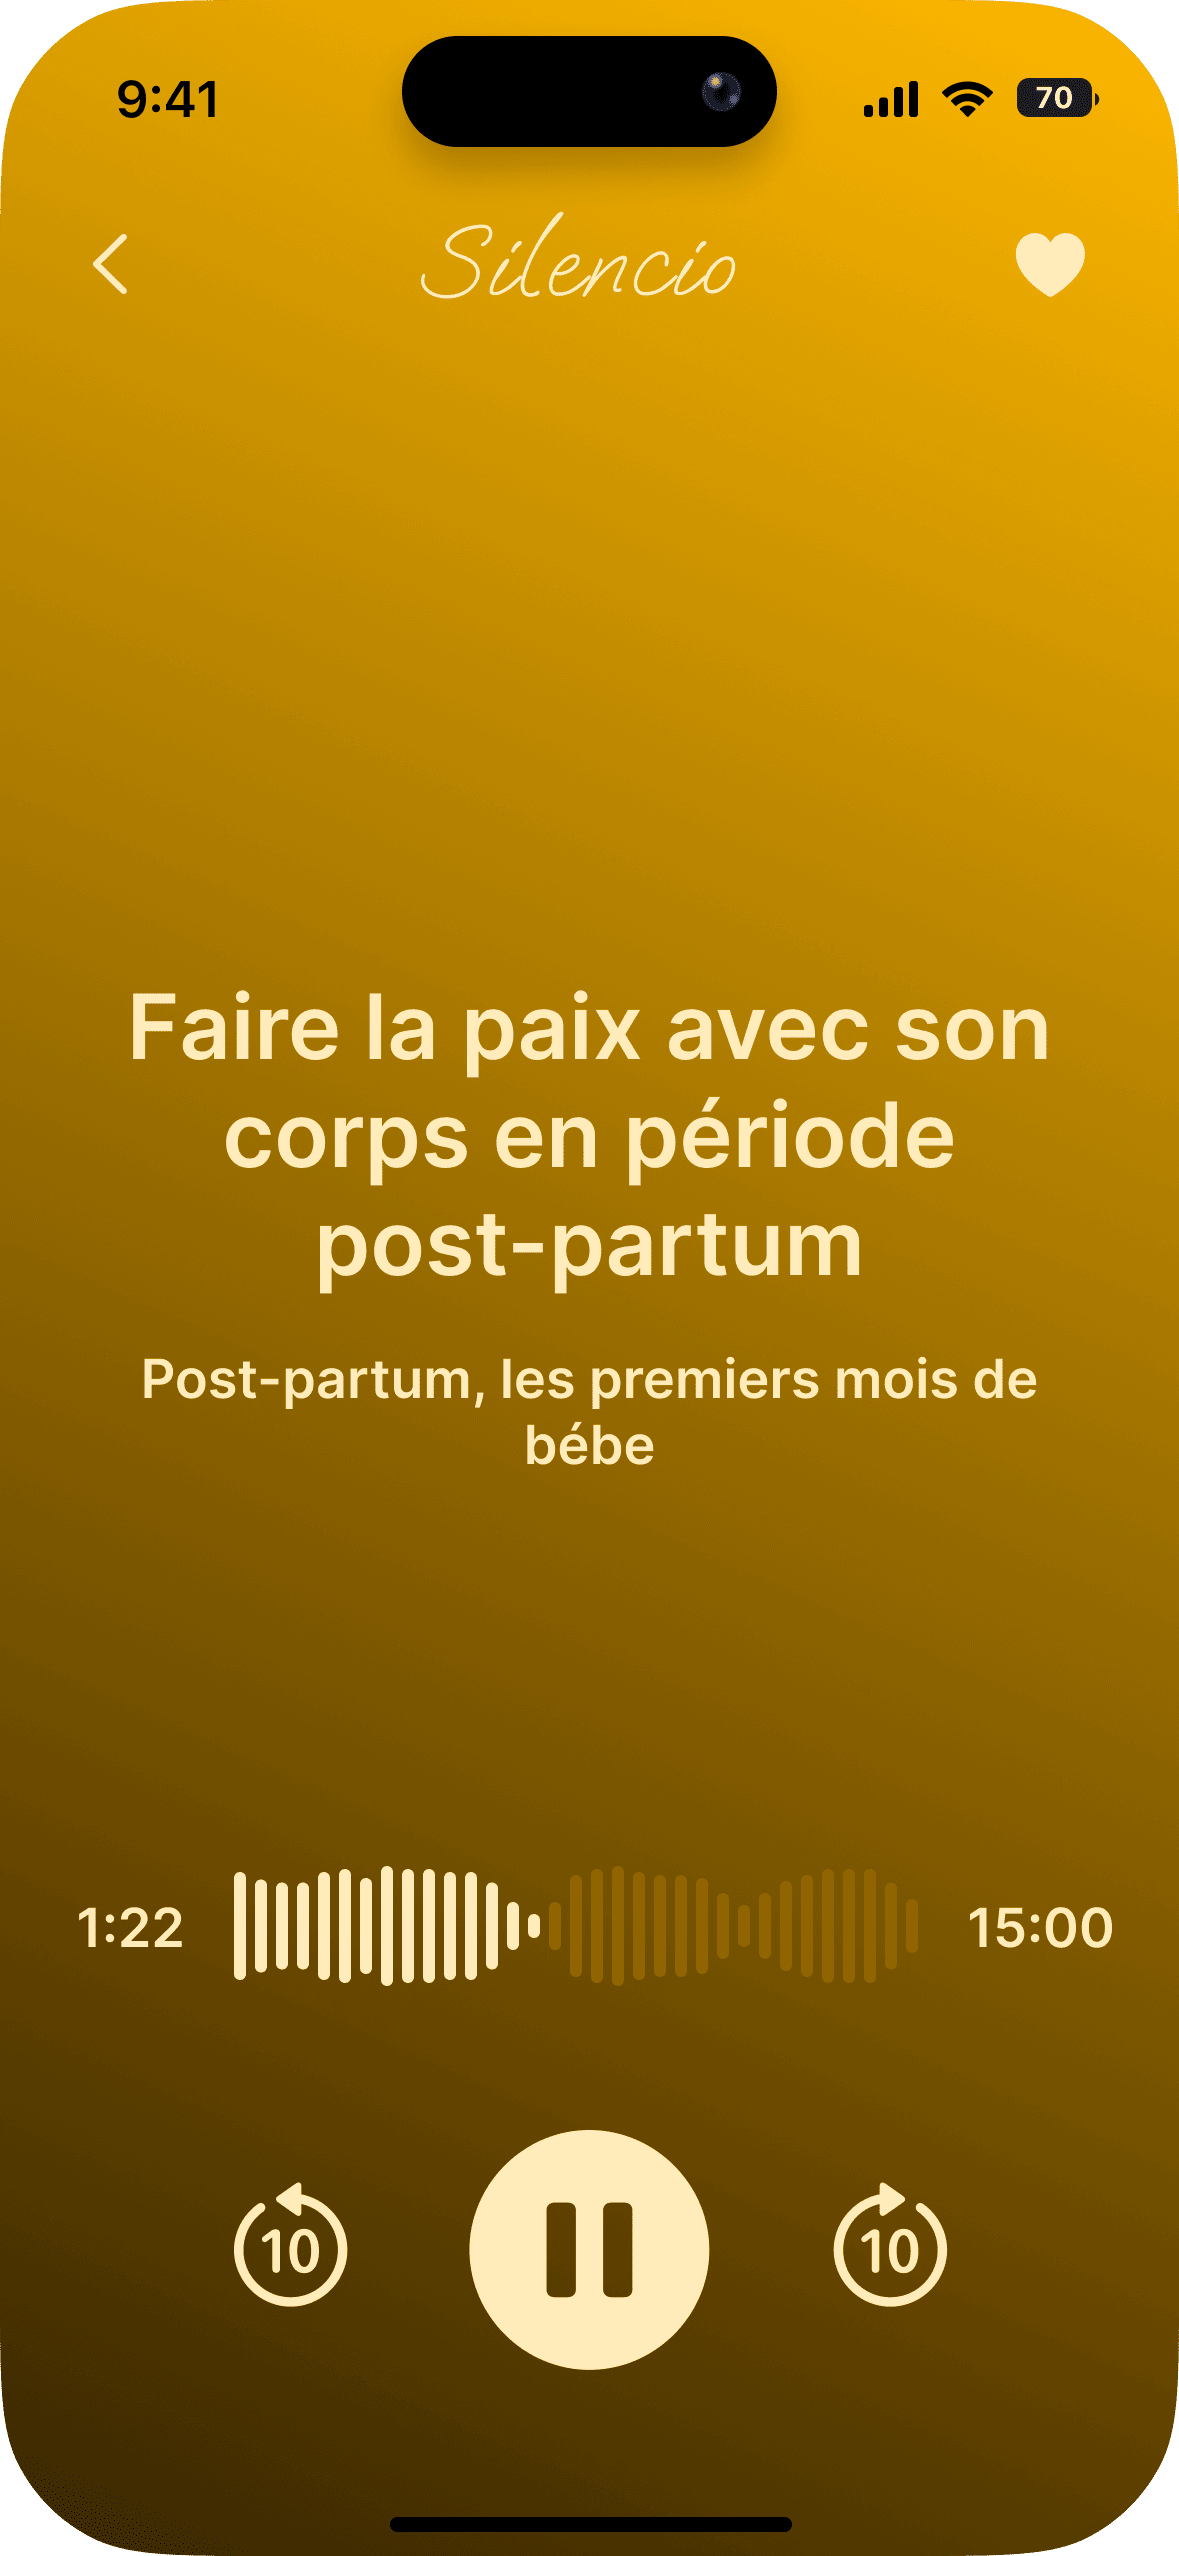 9:41
70
Silencio
Faire la paix avec son
corps en période
post-partum
Post-partum, les premiers mois de
bébe
1:22
15:00
10
10